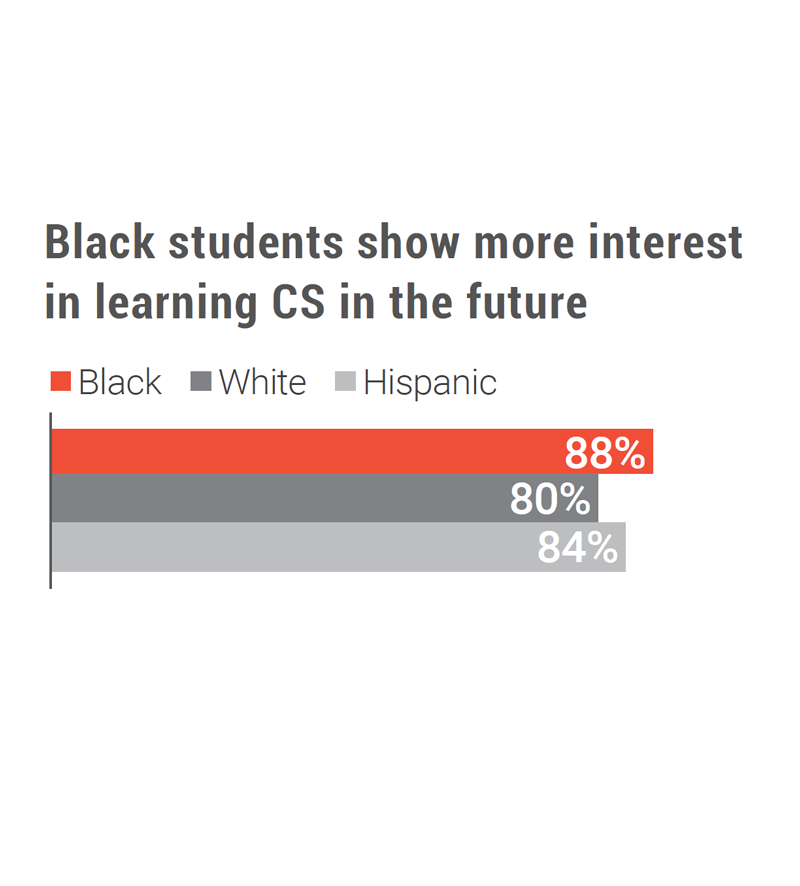 Black students show more interest
in learning CS in the future
Black White Hispanic
88%
80%
84%